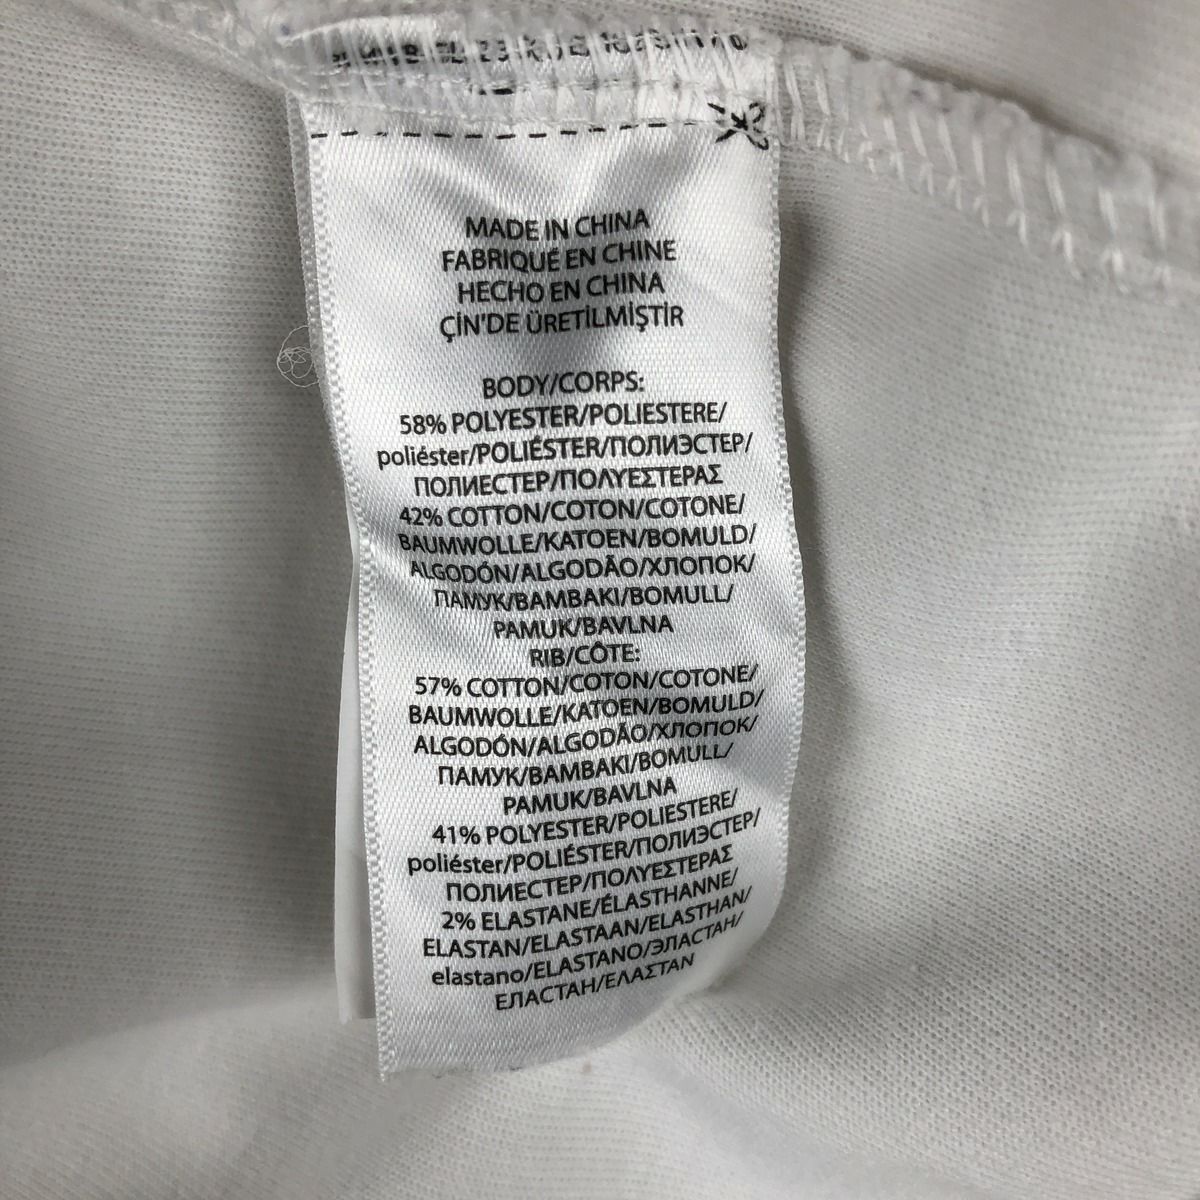 MADE IN CHINA
FABRIQUÉ EN CHINE
HECHO EN CHINA
ÇİN'DE ÜRETİLMİŞTİR
BODY/CORPS:
58% POLYESTER/POLIESTERE/
poliéster/POLIÉSTER/ПОЛИЭСТЕР/
ПОЛИЕСТЕР/ΠΟΛΥΕΣΤΕΡΑΣ
42% COTTON/COTON/COTONE/
BAUMWOLLE/KATOEN/BOMULD/
ALGODÓN/ALGODÃO/ХЛОПОК/
ПАМУК/ΒΑΜΒΑΚΙ/BOMULL/
PAMUK/BAVLNA
RIB/CÔTE:
57% COTTON/COTON/COTONE/
BAUMWOLLE/KATOEN/BOMULD/
ALGODÓN/ALGODÃO/ХЛОПОК/
ПАМУК/ΒΑΜΒΑΚΙ/BOMULL/
PAMUK/BAVLNA
41% POLYESTER/POLIESTERE/
poliéster/POLIÉSTER/ПОЛИЭСТЕР/
ПОЛИЕСТЕР/ΠΟΛΥΕΣΤΕΡΑΣ
2% ELASTANE/ÉLASTHANNE/
ELASTAN/ELASTAAN/ELASTHAN/
elastano/ELASTANO/ЭЛАСТАН/
ЕЛАСТАН/ΕΛΑΣΤΑΝ